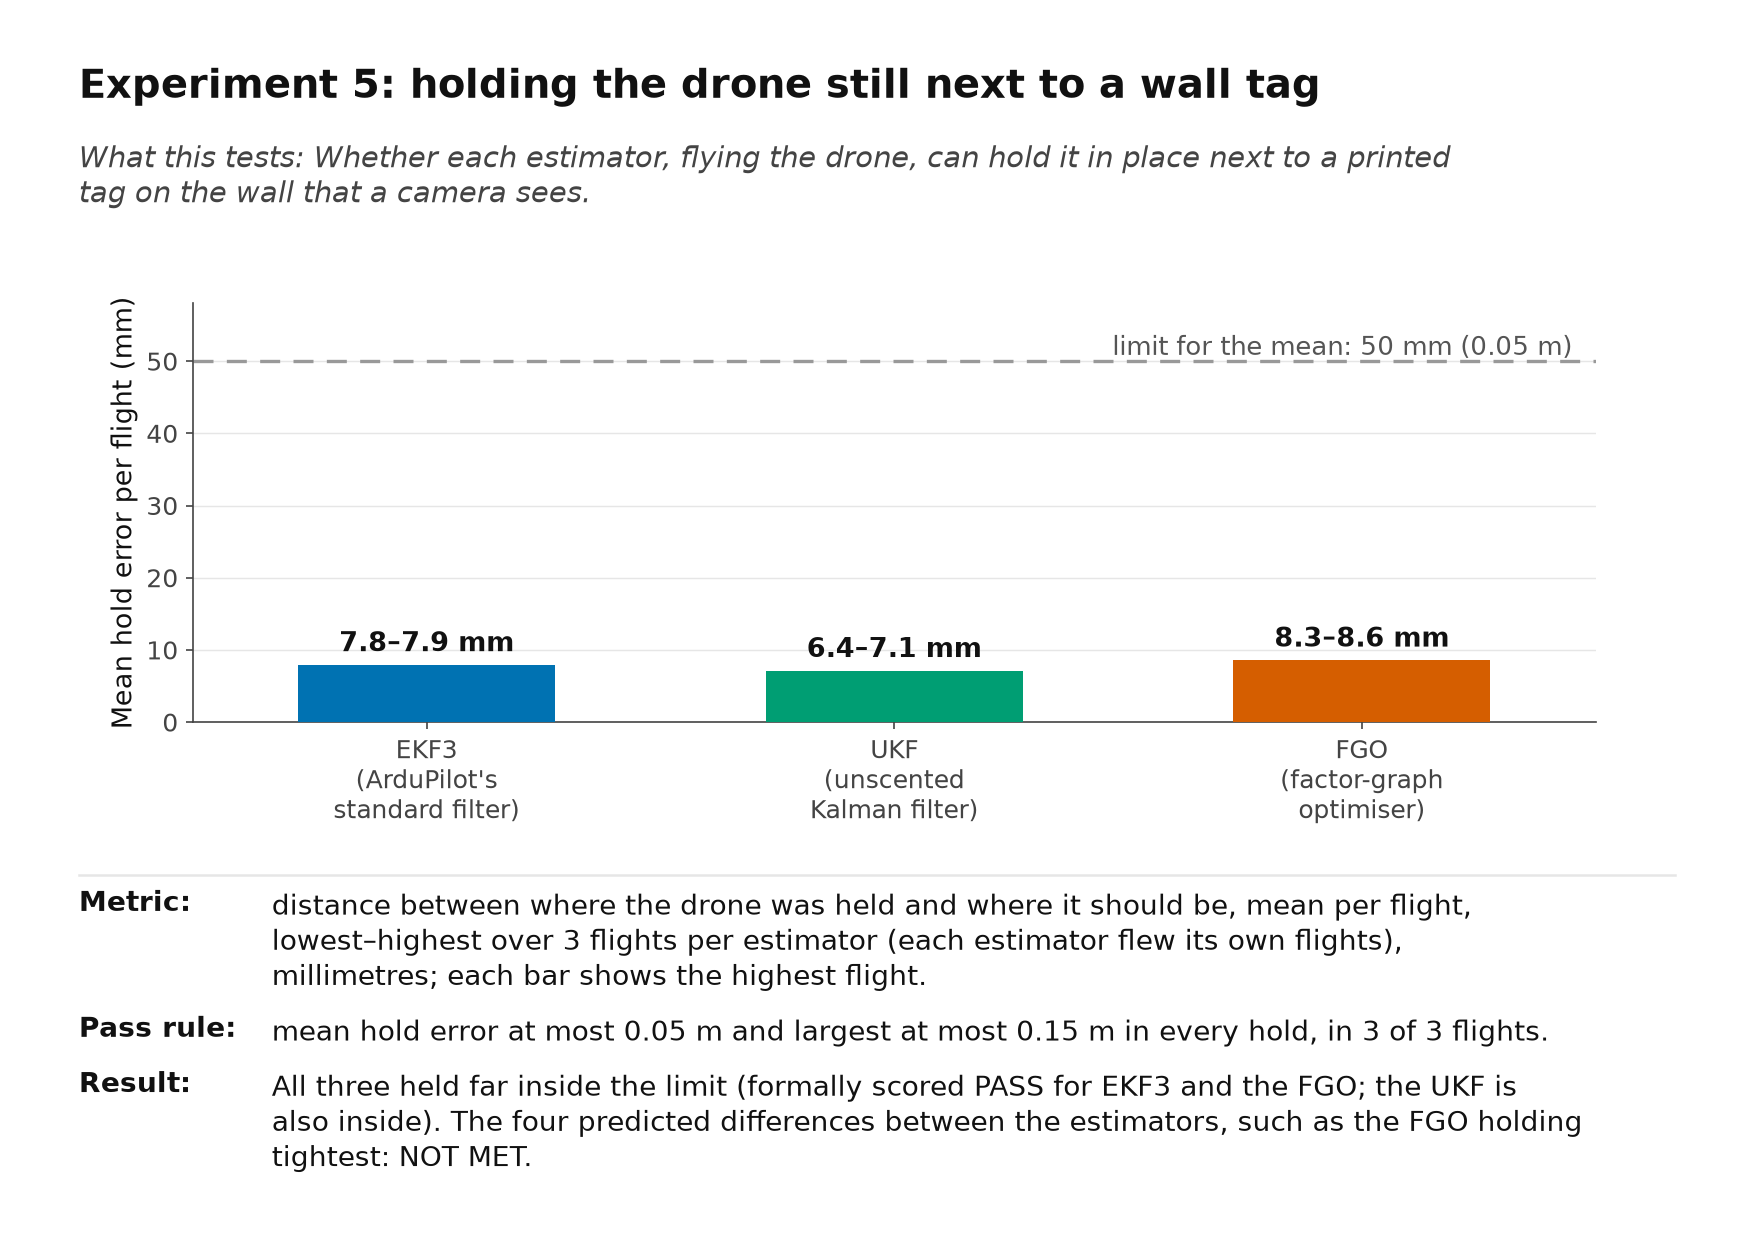 Experiment 5: holding the drone still next to a wall tag
What this tests: Whether each estimator, flying the drone, can hold it in place next to a printed
tag on the wall that a camera sees.
Mean hold error per flight (mm)
50
40
30
20
10
0
limit for the mean: 50 mm (0.05 m)
7.8–7.9 mm
6.4–7.1 mm
8.3–8.6 mm
EKF3
(ArduPilot's
standard filter)
UKF
(unscented
Kalman filter)
FGO
(factor-graph
optimiser)
Metric:
distance between where the drone was held and where it should be, mean per flight,
lowest–highest over 3 flights per estimator (each estimator flew its own flights),
millimetres; each bar shows the highest flight.
Pass rule:
mean hold error at most 0.05 m and largest at most 0.15 m in every hold, in 3 of 3 flights.
Result:
All three held far inside the limit (formally scored PASS for EKF3 and the FGO; the UKF is
also inside). The four predicted differences between the estimators, such as the FGO holding
tightest: NOT MET.